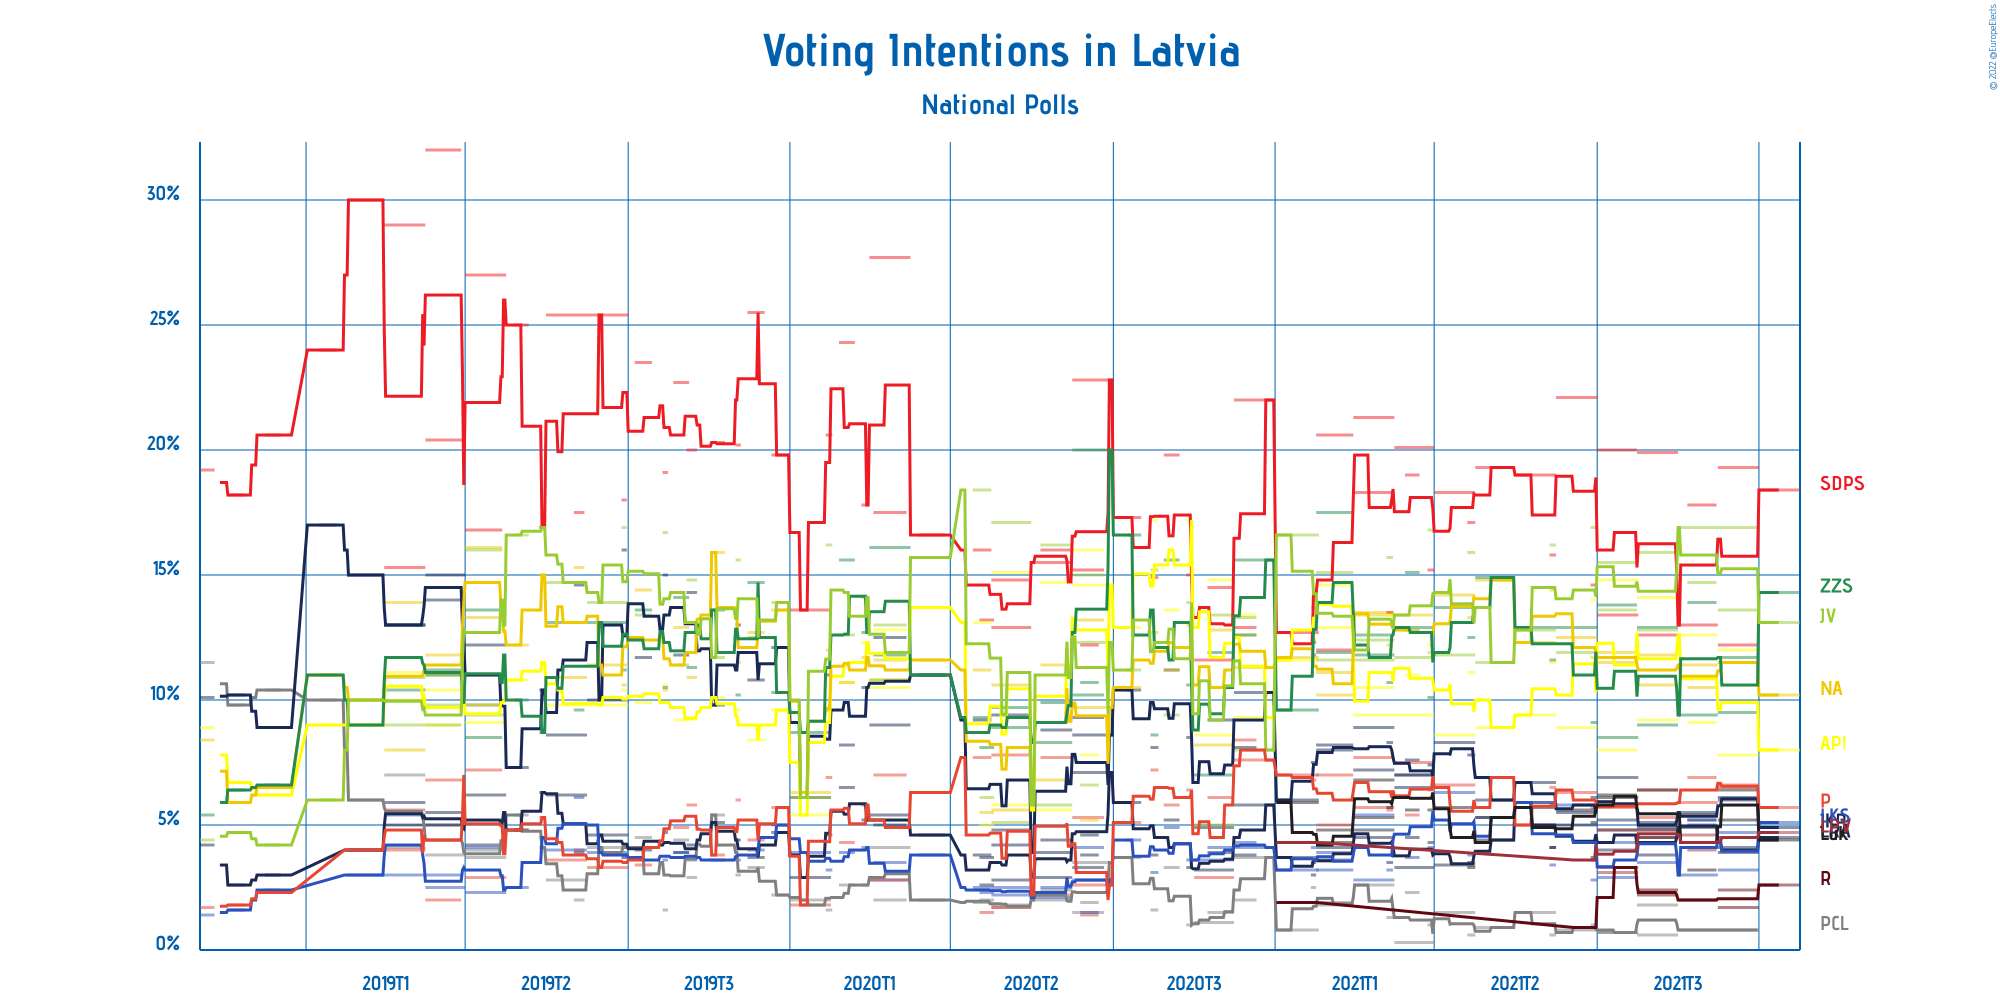 © 2022 @EuropeElects
Voting Intentions in Latvia
National Polls
30%
25%
20%
15%
10%
5%
0%
SDPS
ZZS
JV
NA
API
P
LKS
R
PCL
2019T1
2019T2
2019T3
2020T1
2020T2
2020T3
2021T1
2021T2
2021T3